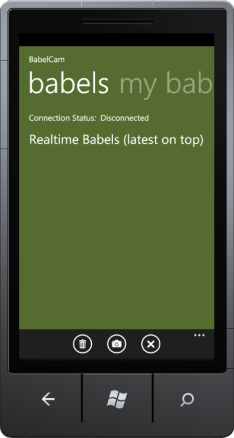 BabelCam
babels my bab
Connection Status: Disconnected
Realtime Babels (latest on top)